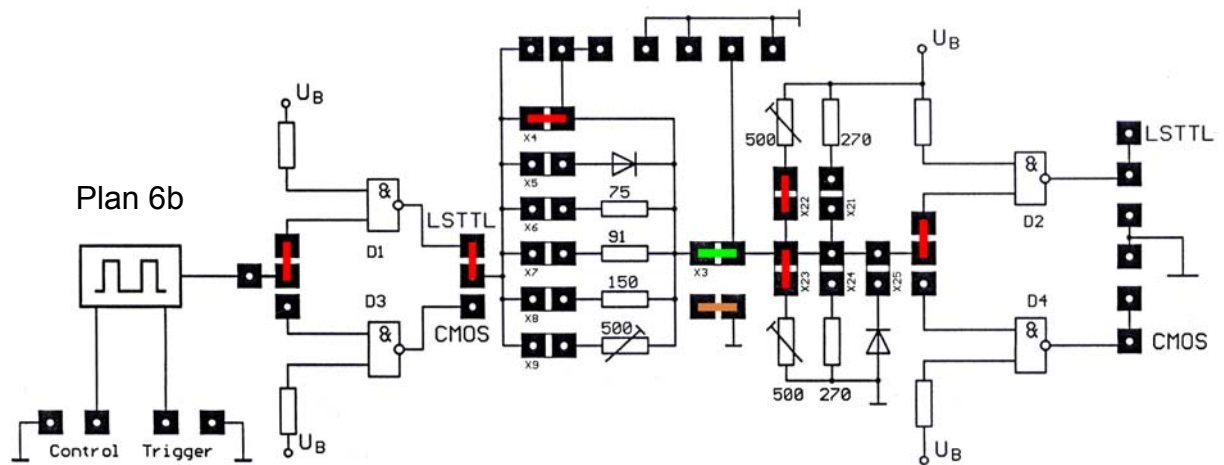 U_B
U_B
500
270
LSTTL
X4
&
X5
Plan 6b
&
75
X22
X21
LSTTL
X6
D2
D1
91
X7
X3
X23
X24
X25
D3
150
&
CMOS
X8
&
D4
500
CMOS
X9
500
270
Control
Trigger
U_B
U_B